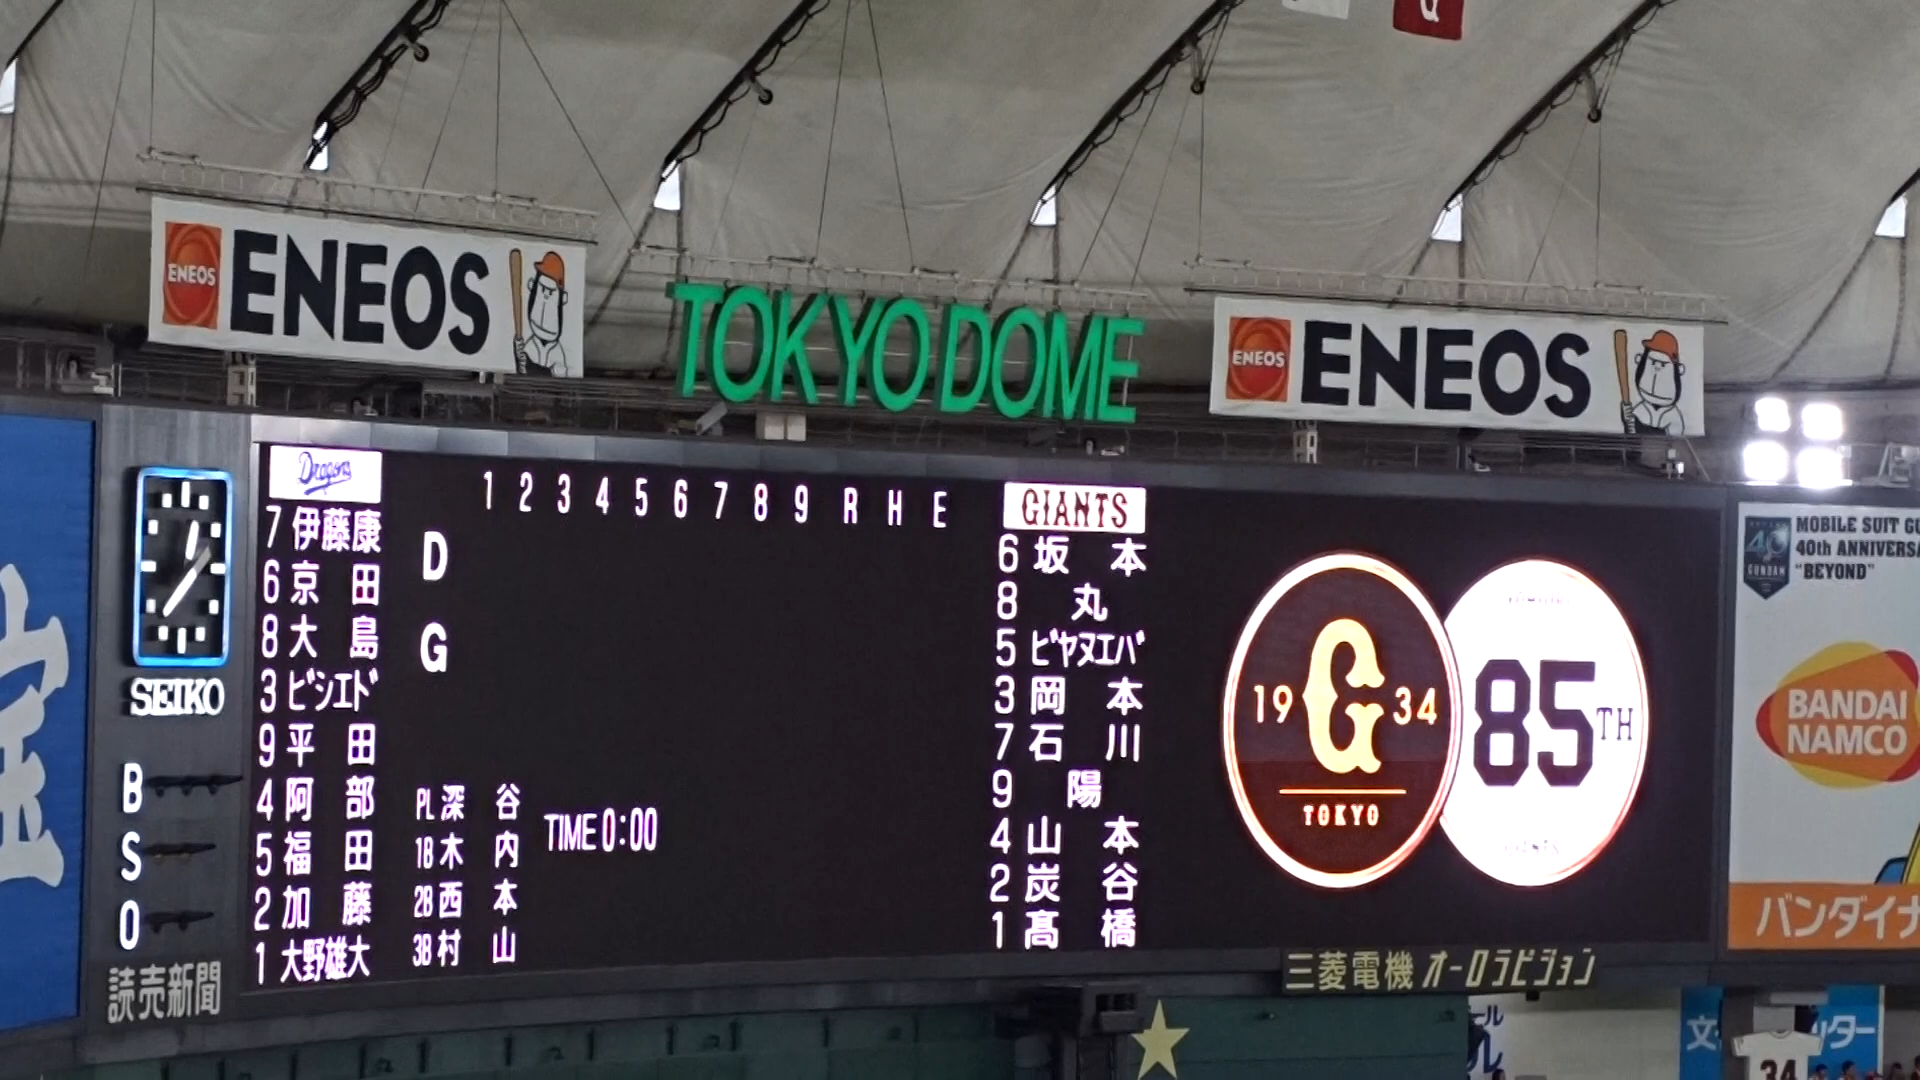 G
ENEOS
ENEOS
TOKYO DOME
ENEOS
ENEOS
Dragons
1 2 3 4 5 6 7 8 9 R H E
D
G
7 伊藤康
6 京田
8 大島
3 ビシエド
9 平田
4 阿部
5 福田
2 加藤
1 大野雄大
PL 深谷
1B 木内
2B 西本
3B 村山
TIME 0:00
GIANTS
6 坂本
8 丸
5 ビヤヌエバ
3 岡本
7 石川
9 陽
4 山本
2 炭谷
1 髙橋
19 G 34
TOKYO
85TH
GIANTS
SEIKO
B
S
O
読売新聞
三菱電機 オーロラビジョン
MOBILE SUIT GU
40th ANNIVERSA
"BEYOND"
40
GUNDAM
BANDAI
NAMCO
バンダイナ
34